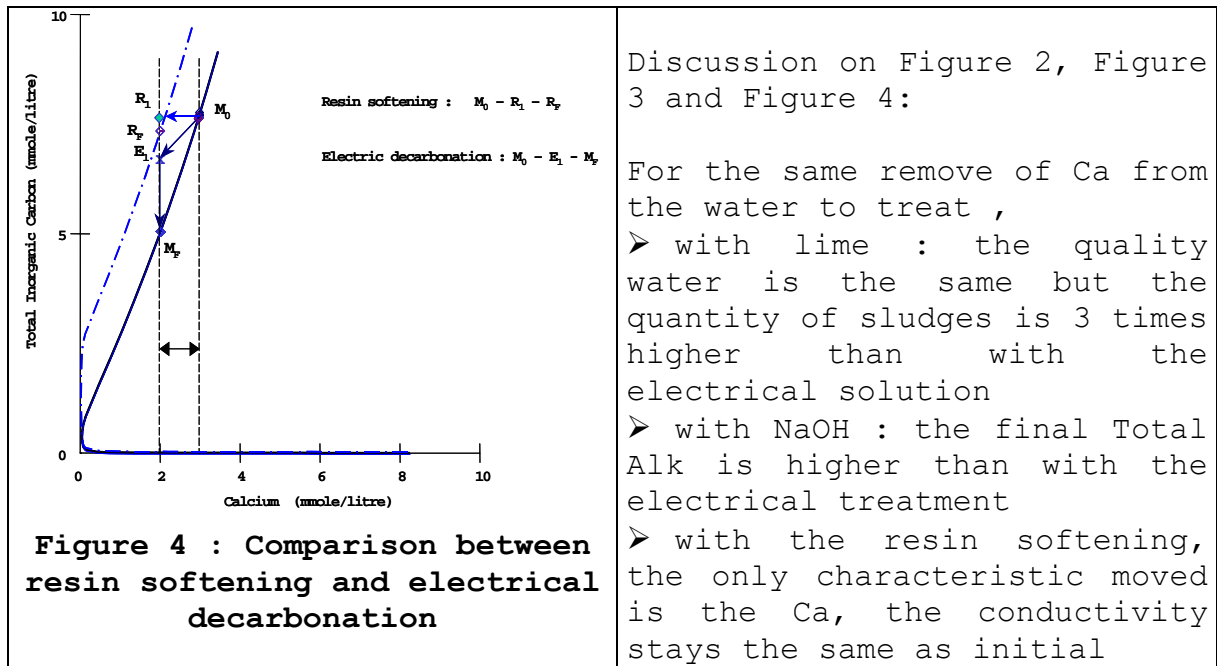 10
R1
M0
Resin softening : M0 – R1 – RF
RF
E1
Electric decarbonation : M0 – E1 – MF
Total Inorganic Carbon (mmole/litre)
5
MF
0
0 2 4 6 8 10
Calcium (mmole/litre)
Figure 4 : Comparison between
resin softening and electrical
decarbonation
Discussion on Figure 2, Figure
3 and Figure 4:
For the same remove of Ca from
the water to treat ,
➢ with lime : the quality
water is the same but the
quantity of sludges is 3 times
higher than with the
electrical solution
➢ with NaOH : the final Total
Alk is higher than with the
electrical treatment
➢ with the resin softening,
the only characteristic moved
is the Ca, the conductivity
stays the same as initial